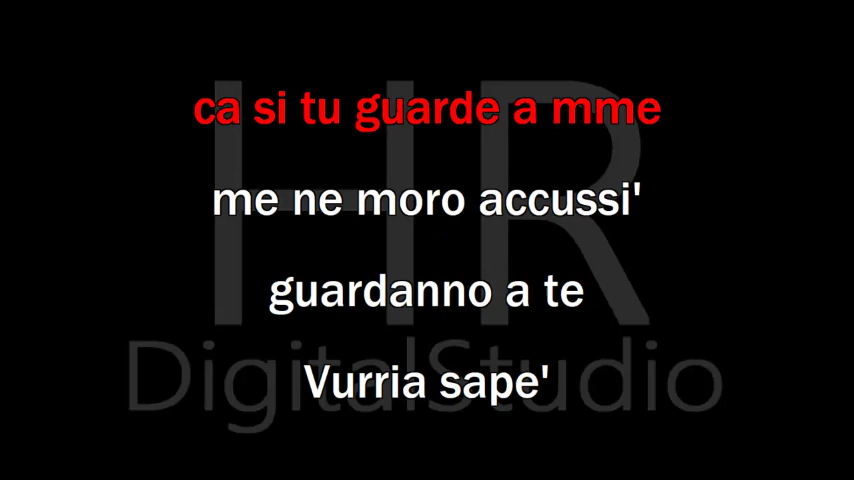 ca si tu guarde a mme
me ne moro accussi'
guardanno a te
Vurria sape'
HR
DigitalStudio